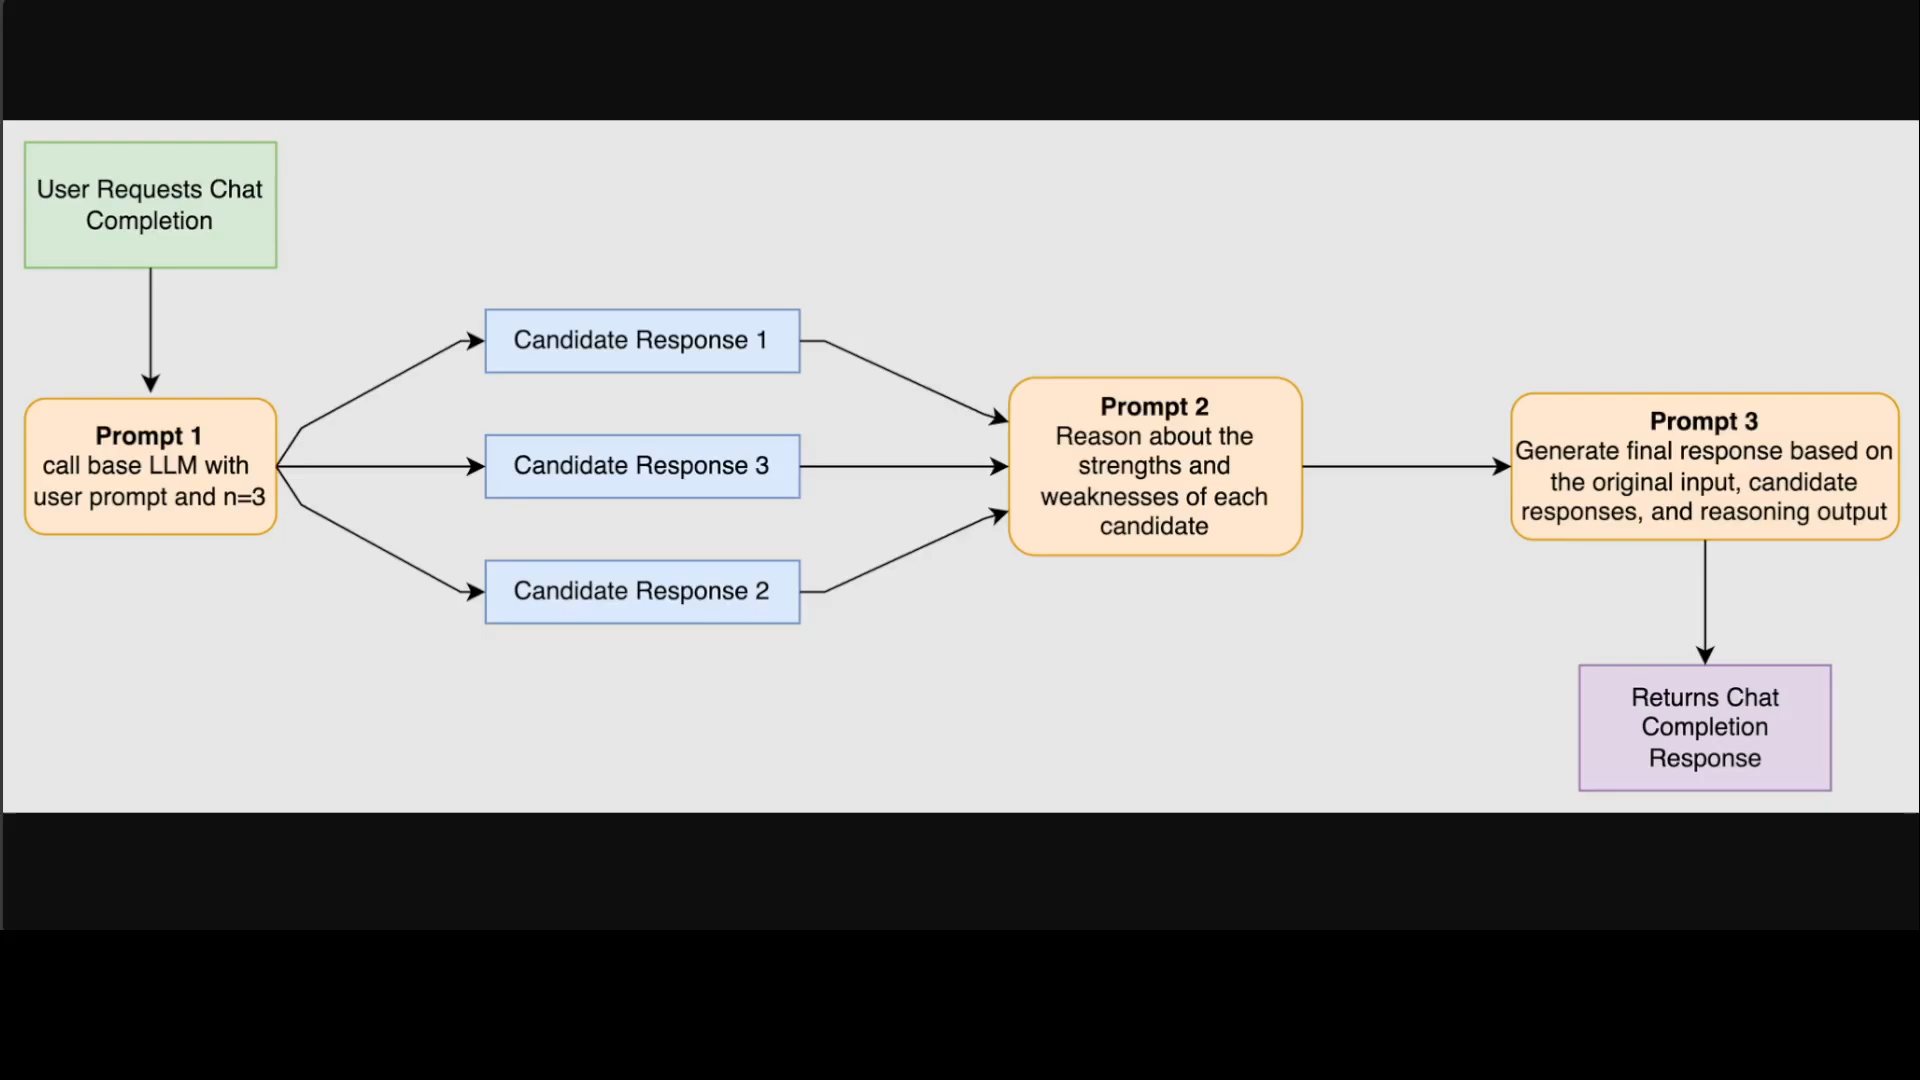 User Requests Chat
Completion
Prompt 1
call base LLM with
user prompt and n=3
Candidate Response 1
Candidate Response 3
Candidate Response 2
Prompt 2
Reason about the
strengths and
weaknesses of each
candidate
Prompt 3
Generate final response based on
the original input, candidate
responses, and reasoning output
Returns Chat
Completion
Response